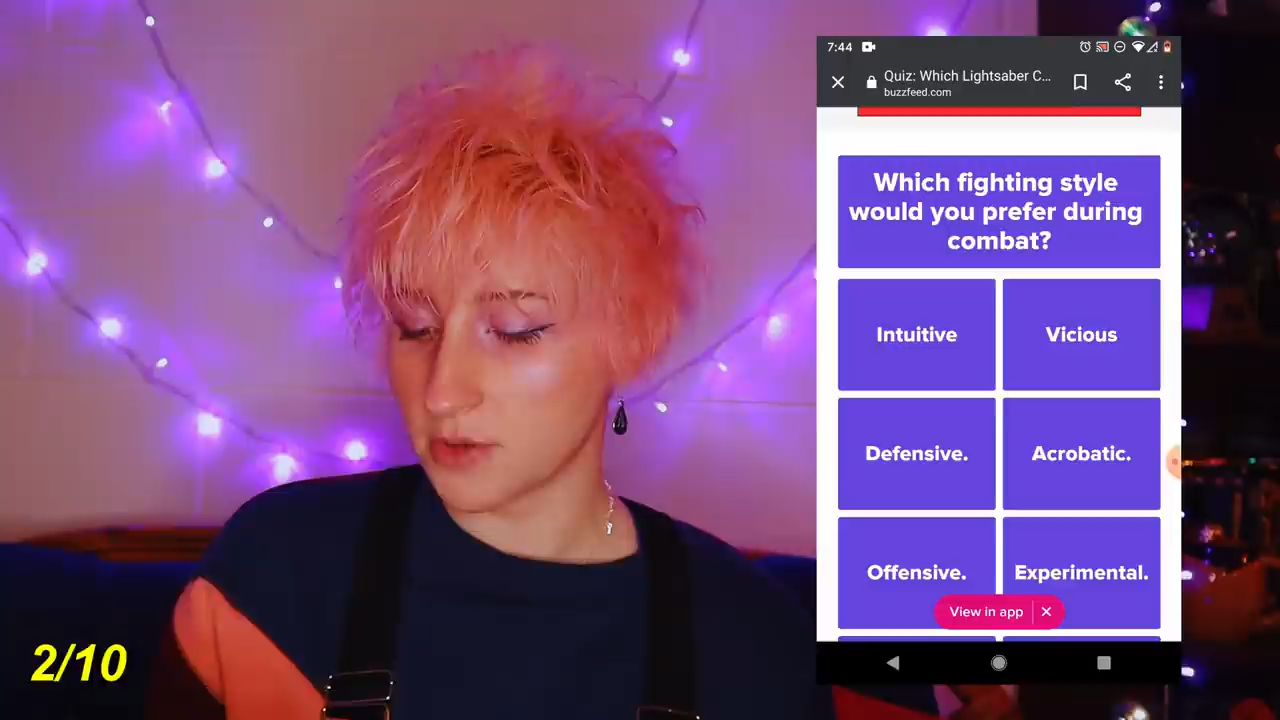 7:44
Quiz: Which Lightsaber C...
buzzfeed.com
Which fighting style
would you prefer during
combat?
Intuitive
Vicious
Defensive.
Acrobatic.
Offensive.
Experimental.
View in app
2/10